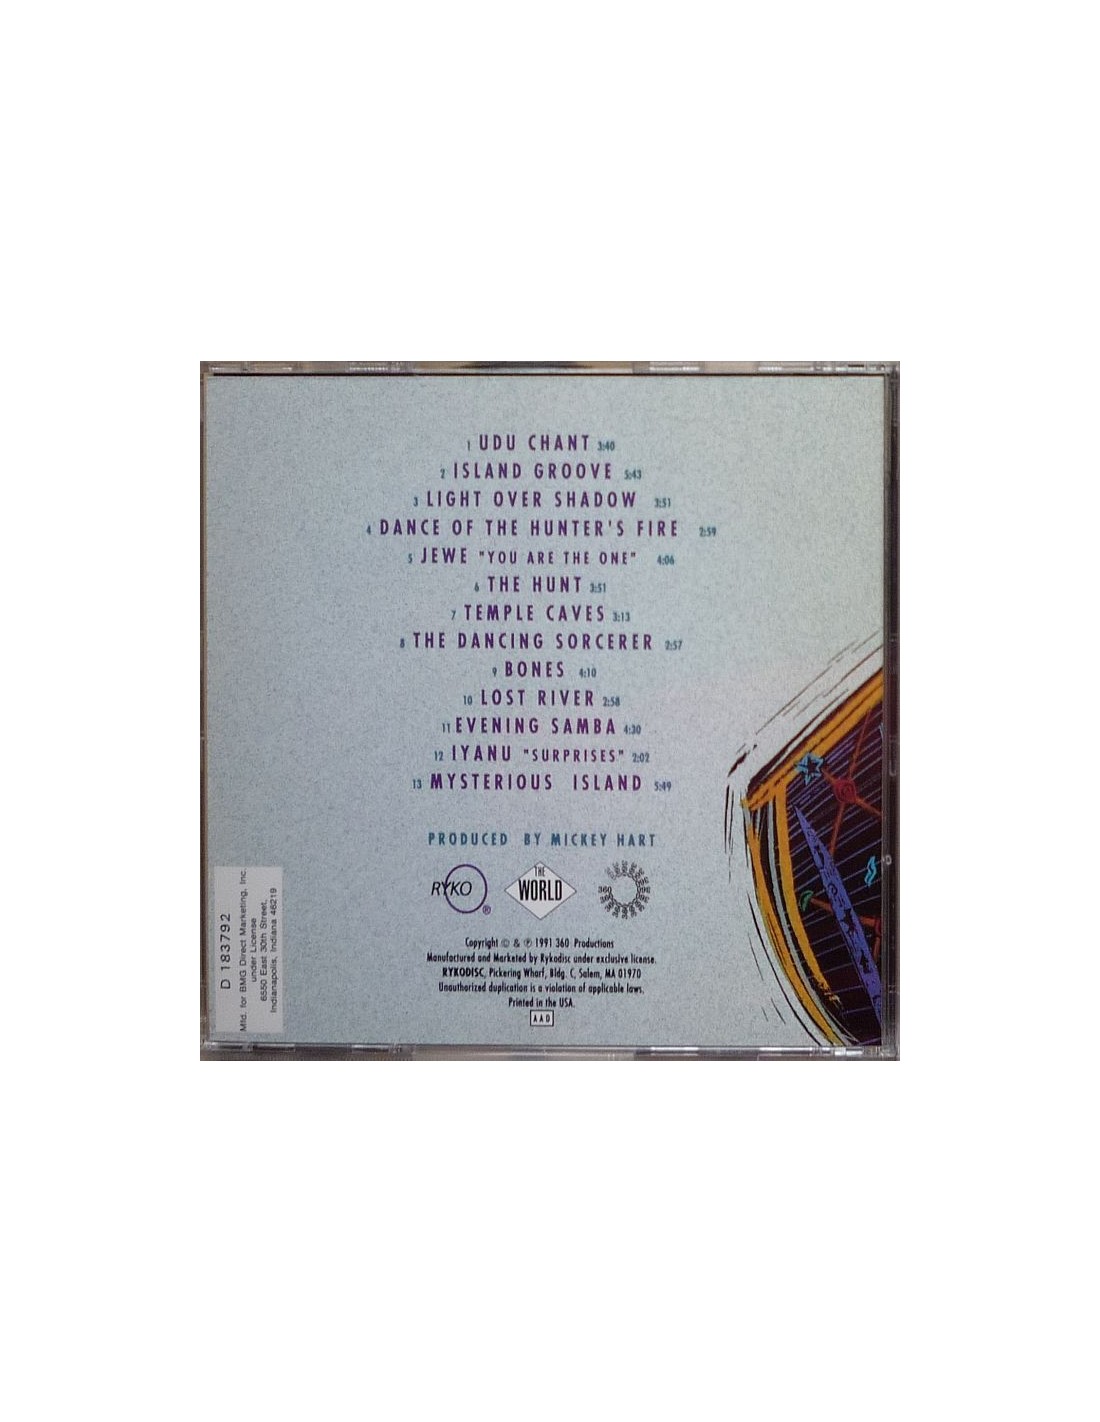 1 UDU CHANT 3:40
2 ISLAND GROOVE 5:43
3 LIGHT OVER SHADOW 3:51
4 DANCE OF THE HUNTER'S FIRE 2:59
5 JEWE "YOU ARE THE ONE" 4:06
6 THE HUNT 3:51
7 TEMPLE CAVES 3:13
8 THE DANCING SORCERER 2:57
9 BONES 4:10
10 LOST RIVER 2:58
11 EVENING SAMBA 4:30
12 IYANU "SURPRISES" 2:02
13 MYSTERIOUS ISLAND 5:49
PRODUCED BY MICKEY HART
RYKO ®
THE
WORLD
360
Copyright © & ℗ 1991 360 Productions
Manufactured and Marketed by Rykodisc under exclusive license.
RYKODISC, Pickering Wharf, Bldg. C, Salem, MA 01970
Unauthorized duplication is a violation of applicable laws.
Printed in the USA.
AAD
D 183792
Mfd. for BMG Direct Marketing, Inc.
under License
6550 East 30th Street,
Indianapolis, Indiana 46219